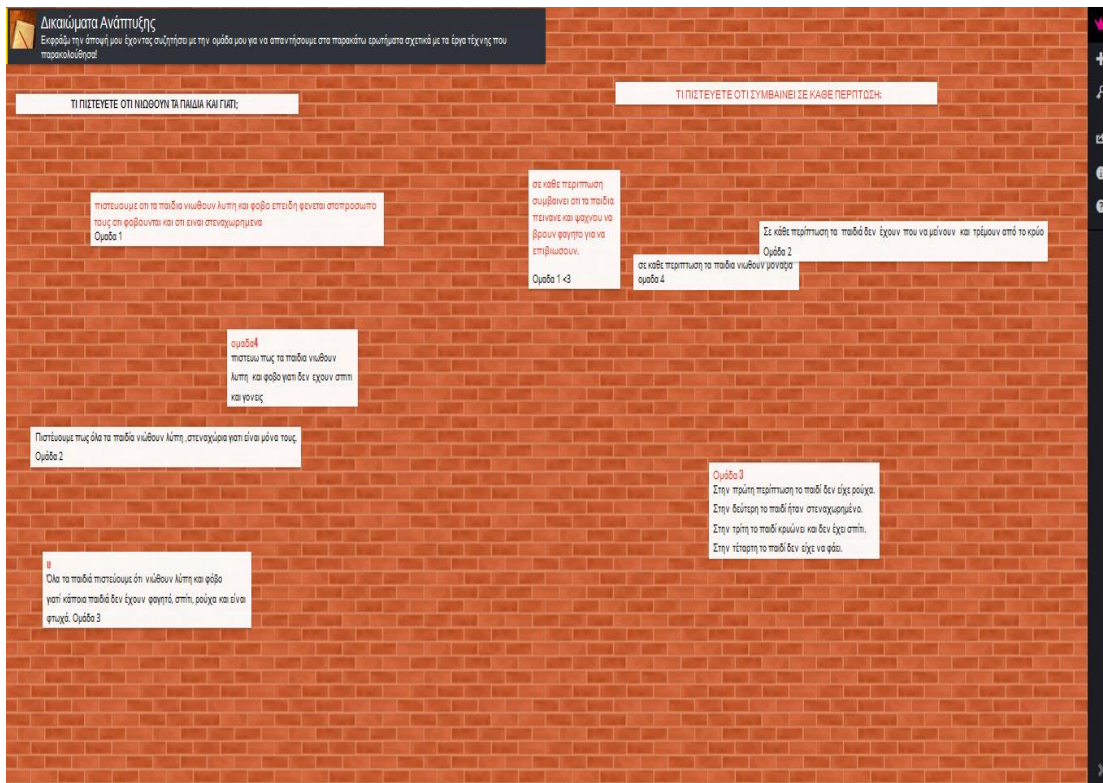 Δικαιώματα Ανάπτυξης
Εκφράζω την άποψή μου έχοντας συζητήσει με την ομάδα μου για να απαντήσουμε στα παρακάτω ερωτήματα σχετικά με τα έργα τέχνης που
παρακολούθησα!
ΤΙ ΠΙΣΤΕΥΕΤΕ ΟΤΙ ΝΙΩΘΟΥΝ ΤΑ ΠΑΙΔΙΑ ΚΑΙ ΓΙΑΤΙ;
πιστευουμε οτι τα παιδια νιωθουν λυπη και φοβο επειδη φενεται στοπροσωπο
τους οτι φοβουνται και οτι ειναι στεναχωρημενα
Ομαδα 1
ομαδα4
πιστευω πως τα παιδια νιωθουν
λυπη και φοβο γιατι δεν εχουν σπιτι
και γονεις
Πιστέυουμε πως όλα τα παιδία νιώθουν λύπη ,στεναχώρια γιατι είναι μόνα τους.
Ομάδα 2
υ
Όλα τα παιδιά πιστεύουμε ότι νιώθουν λύπη και φόβο
γιατί κάποια παιδιά δεν έχουν φαγητό, σπίτι, ρούχα και είναι
φτωχά. Ομάδα 3
ΤΙ ΠΙΣΤΕΥΕΤΕ ΟΤΙ ΣΥΜΒΑΙΝΕΙ ΣΕ ΚΑΘΕ ΠΕΡΠΤΩΣΗ;
σε καθε περιπτωση
συμβαινει οτι τα παιδια
πεινανε και ψαχνου να
βρουν φαγητο για να
επιβιωσουν.
Ομαδα 1 <3
Σε κάθε περίπτωση τα παιδιά δεν έχουν που να μείνουν και τρέμουν από το κρύο
Ομάδα 2
σε καθε περιπτωση τα παιδια νιωθουν μοναξια
ομαδα 4
Ομάδα 3
Στην πρώτη περίπτωση το παιδί δεν είχε ρούχα.
Στην δεύτερη το παιδί ήταν στεναχωρημένο.
Στην τρίτη το παιδί κρυώνει και δεν έχει σπίτι.
Στην τέταρτη το παιδί δεν είχε να φάει.